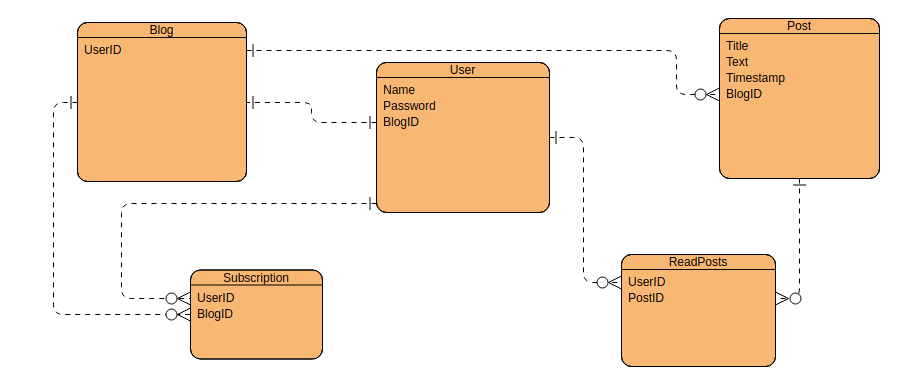 Blog
UserID
User
Name
Password
BlogID
Post
Title
Text
Timestamp
BlogID
Subscription
UserID
BlogID
ReadPosts
UserID
PostID